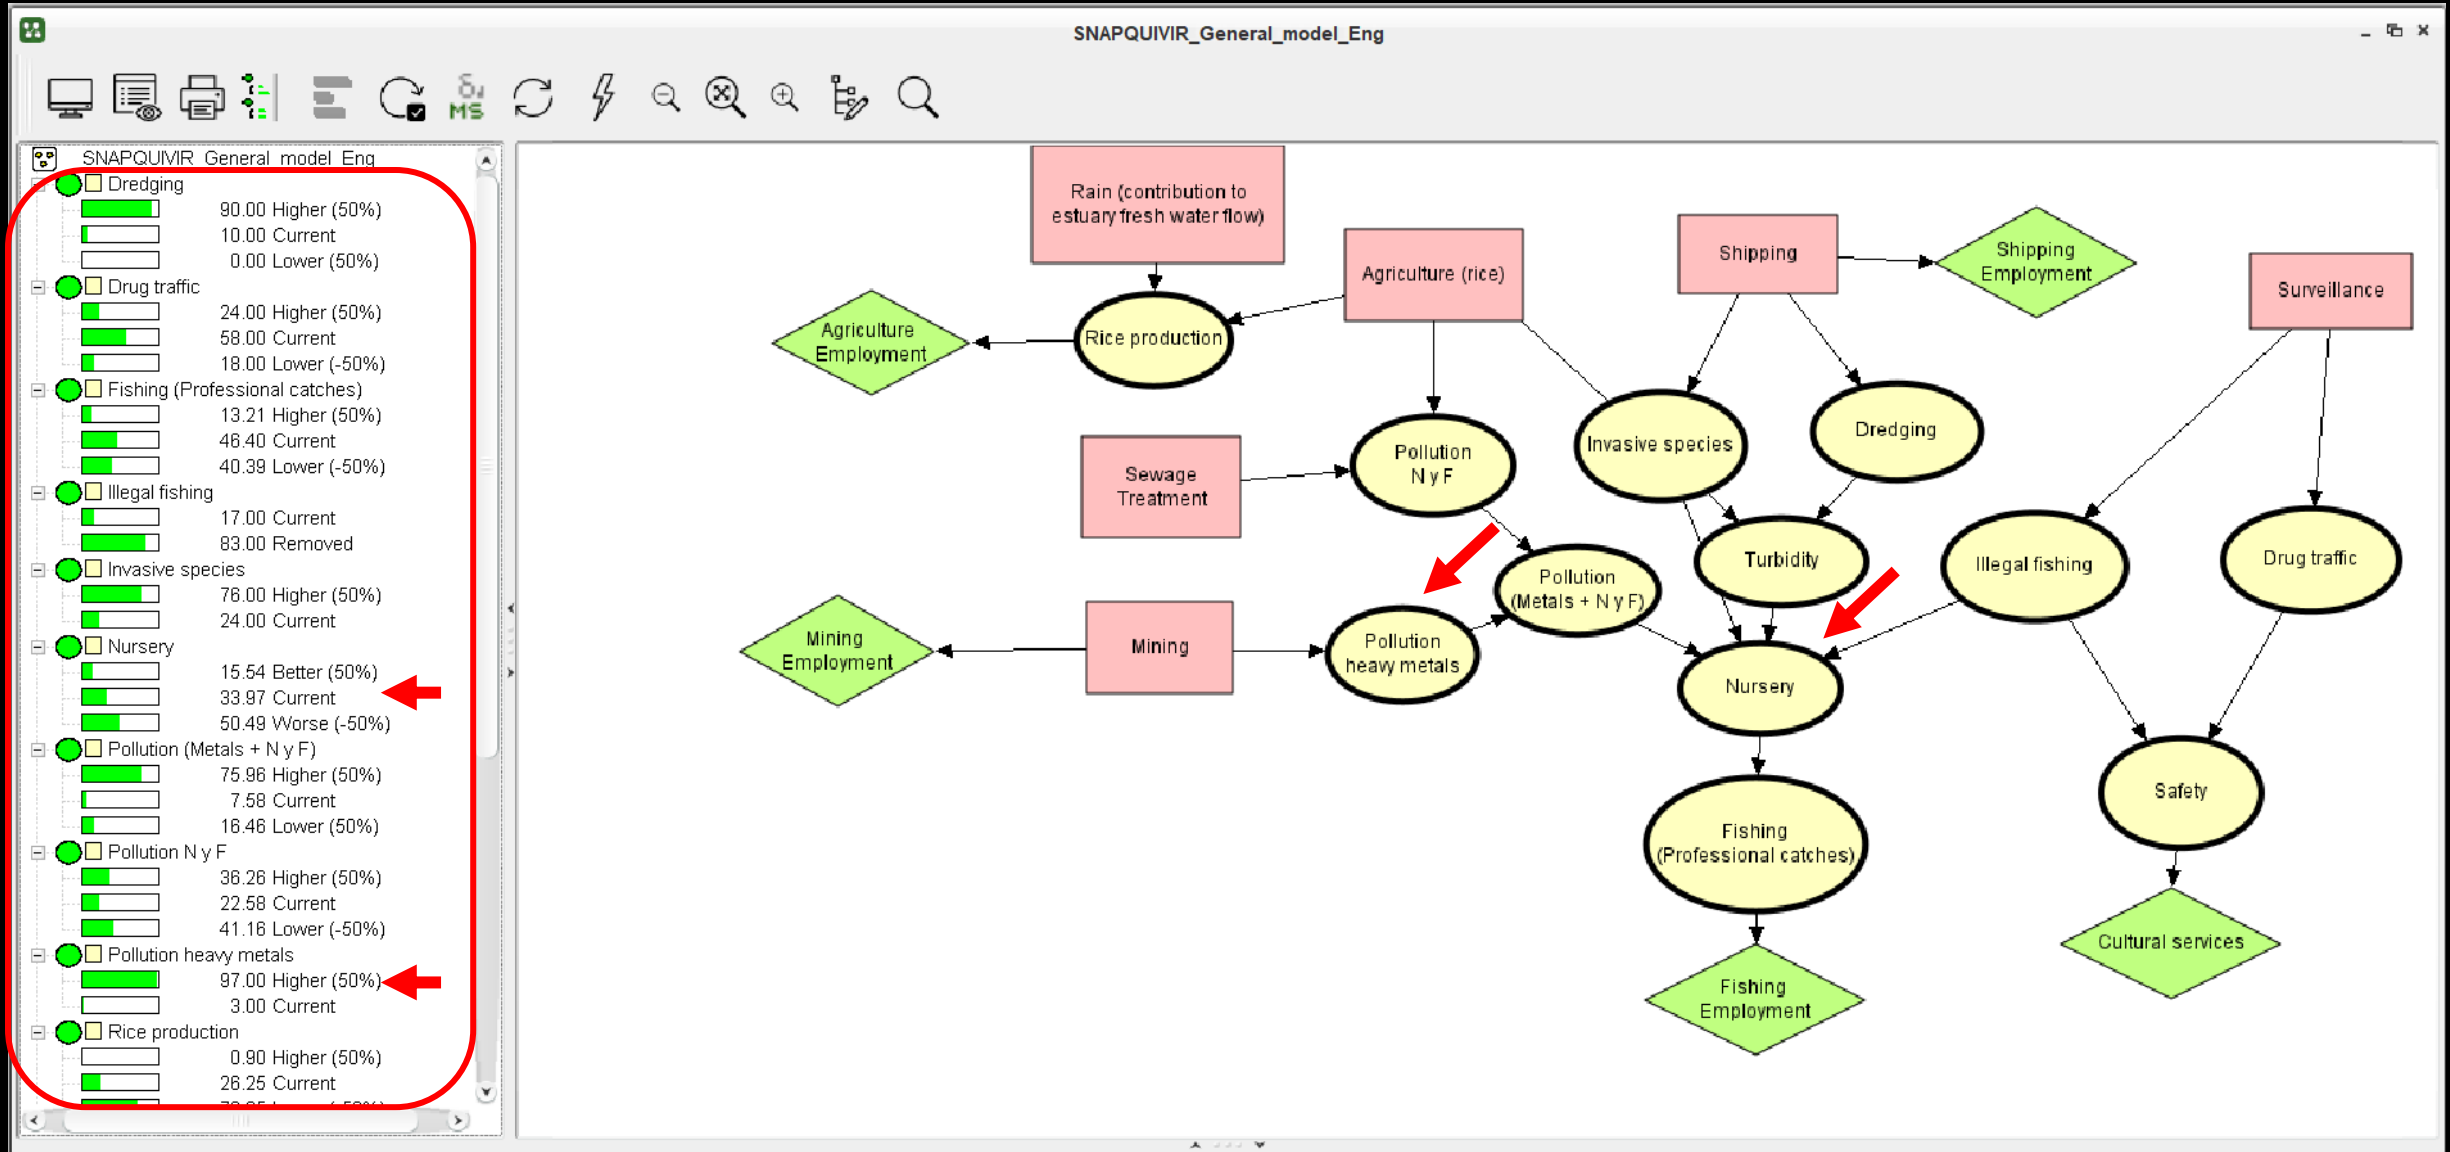 SNAPQUIVIR_General_model_Eng
MS
SNAPQUIVIR_General_model_Eng
Dredging
90.00 Higher (50%)
10.00 Current
0.00 Lower (50%)
Drug traffic
24.00 Higher (50%)
58.00 Current
18.00 Lower (-50%)
Fishing (Professional catches)
13.21 Higher (50%)
46.40 Current
40.39 Lower (-50%)
Illegal fishing
17.00 Current
83.00 Removed
Invasive species
76.00 Higher (50%)
24.00 Current
Nursery
15.54 Better (50%)
33.97 Current
50.49 Worse (-50%)
Pollution (Metals + N y F)
75.96 Higher (50%)
7.58 Current
16.46 Lower (50%)
Pollution N y F
36.26 Higher (50%)
22.58 Current
41.16 Lower (-50%)
Pollution heavy metals
97.00 Higher (50%)
3.00 Current
Rice production
0.90 Higher (50%)
26.25 Current
Rain (contribution to
estuary fresh water flow)
Agriculture (rice)
Shipping
Shipping
Employment
Surveillance
Agriculture
Employment
Rice production
Sewage
Treatment
Pollution
N y F
Invasive species
Dredging
Pollution
(Metals + N y F)
Turbidity
Illegal fishing
Drug traffic
Mining
Employment
Mining
Pollution
heavy metals
Nursery
Safety
Fishing
(Professional catches)
Cultural services
Fishing
Employment